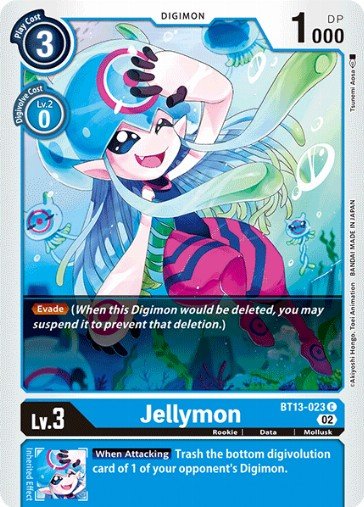 Play Cost
3
DIGIMON
DP
1000
Digivolve Cost
Lv.2
0
Tsunemi Aosa
©Akiyoshi Hongo, Toei Animation BANDAI MADE IN JAPAN
Evade (When this Digimon would be deleted, you may
suspend it to prevent that deletion.)
Lv.3
Jellymon
BT13-023 C
02
Rookie | Data | Mollusk
Inherited Effect
When Attacking Trash the bottom digivolution
card of 1 of your opponent's Digimon.